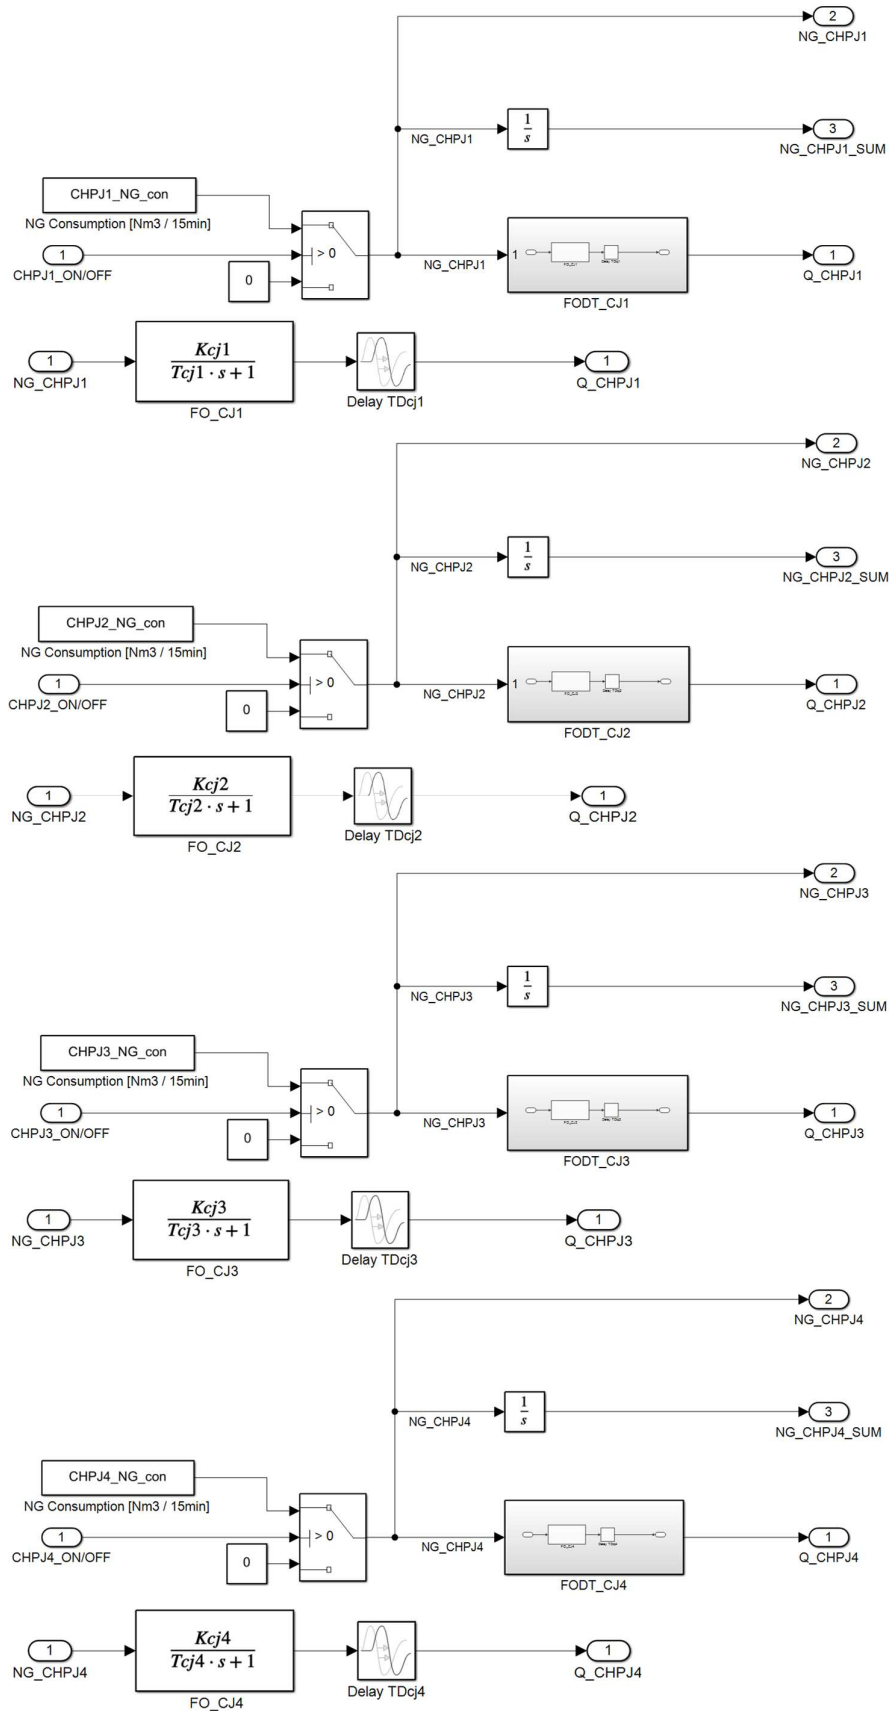 2
NG_CHPJ1
NG_CHPJ1
1
s
3
NG_CHPJ1_SUM
CHPJ1_NG_con
NG Consumption [Nm3 / 15min]
1
CHPJ1_ON/OFF
> 0
0
NG_CHPJ1
1
FODT_CJ1
1
Q_CHPJ1
1
NG_CHPJ1
Kcj1
Tcj1 · s + 1
FO_CJ1
Delay TDcj1
1
Q_CHPJ1
2
NG_CHPJ2
NG_CHPJ2
1
s
3
NG_CHPJ2_SUM
CHPJ2_NG_con
NG Consumption [Nm3 / 15min]
1
CHPJ2_ON/OFF
> 0
0
NG_CHPJ2
1
FODT_CJ2
1
Q_CHPJ2
1
NG_CHPJ2
Kcj2
Tcj2 · s + 1
FO_CJ2
Delay TDcj2
1
Q_CHPJ2
2
NG_CHPJ3
NG_CHPJ3
1
s
3
NG_CHPJ3_SUM
CHPJ3_NG_con
NG Consumption [Nm3 / 15min]
1
CHPJ3_ON/OFF
> 0
0
NG_CHPJ3
FODT_CJ3
1
Q_CHPJ3
1
NG_CHPJ3
Kcj3
Tcj3 · s + 1
FO_CJ3
Delay TDcj3
1
Q_CHPJ3
2
NG_CHPJ4
NG_CHPJ4
1
s
3
NG_CHPJ4_SUM
CHPJ4_NG_con
NG Consumption [Nm3 / 15min]
1
CHPJ4_ON/OFF
> 0
0
NG_CHPJ4
FODT_CJ4
1
Q_CHPJ4
1
NG_CHPJ4
Kcj4
Tcj4 · s + 1
FO_CJ4
Delay TDcj4
1
Q_CHPJ4